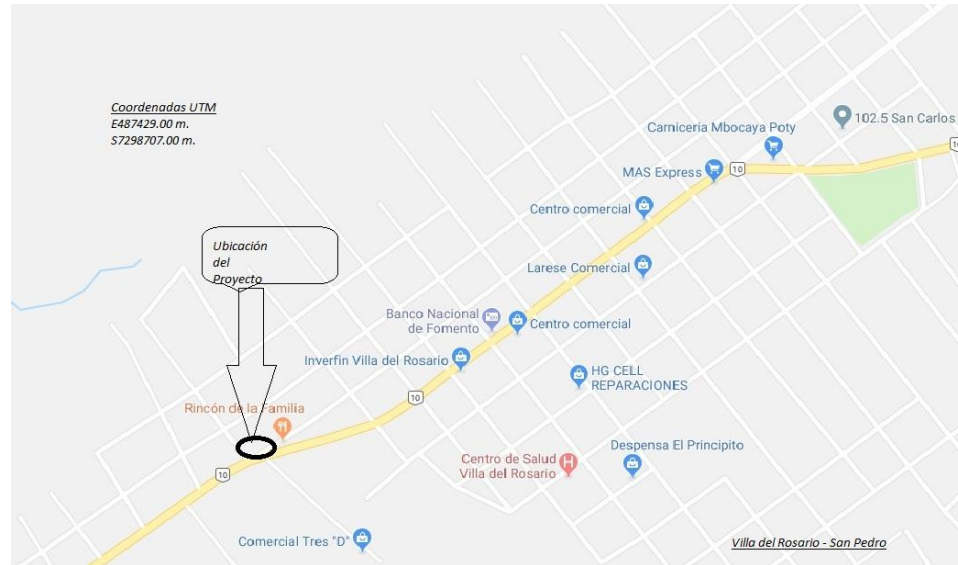 Coordenadas UTM
E487429.00 m.
S7298707.00 m.
102.5 San Carlos
Carniceria Mbocaya Poty
10
10
MAS Express
Centro comercial
Ubicación
del
Proyecto
Larese Comercial
Banco Nacional
de Fomento
Centro comercial
Inverfin Villa del Rosario
HG CELL
REPARACIONES
10
Rincón de la Familia
Despensa El Principito
Centro de Salud
Villa del Rosario
10
Comercial Tres "D"
Villa del Rosario - San Pedro